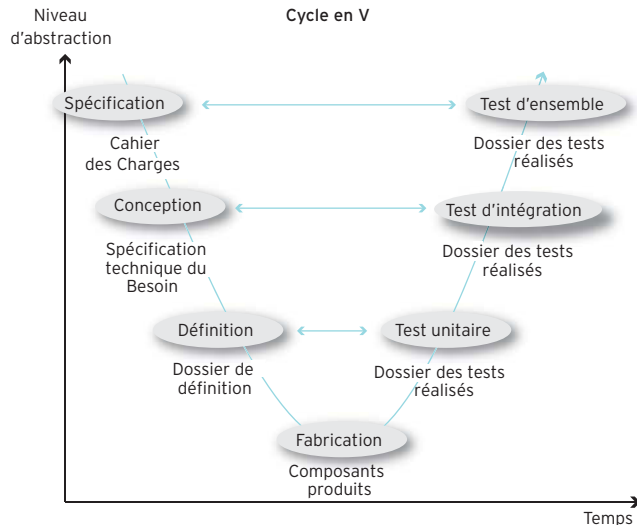 Niveau
d'abstraction
Cycle en V
Spécification
Test d'ensemble
Cahier
des Charges
Dossier des tests
réalisés
Conception
Test d'intégration
Spécification
technique du
Besoin
Dossier des tests
réalisés
Définition
Test unitaire
Dossier de
définition
Dossier des tests
réalisés
Fabrication
Composants
produits
Temps